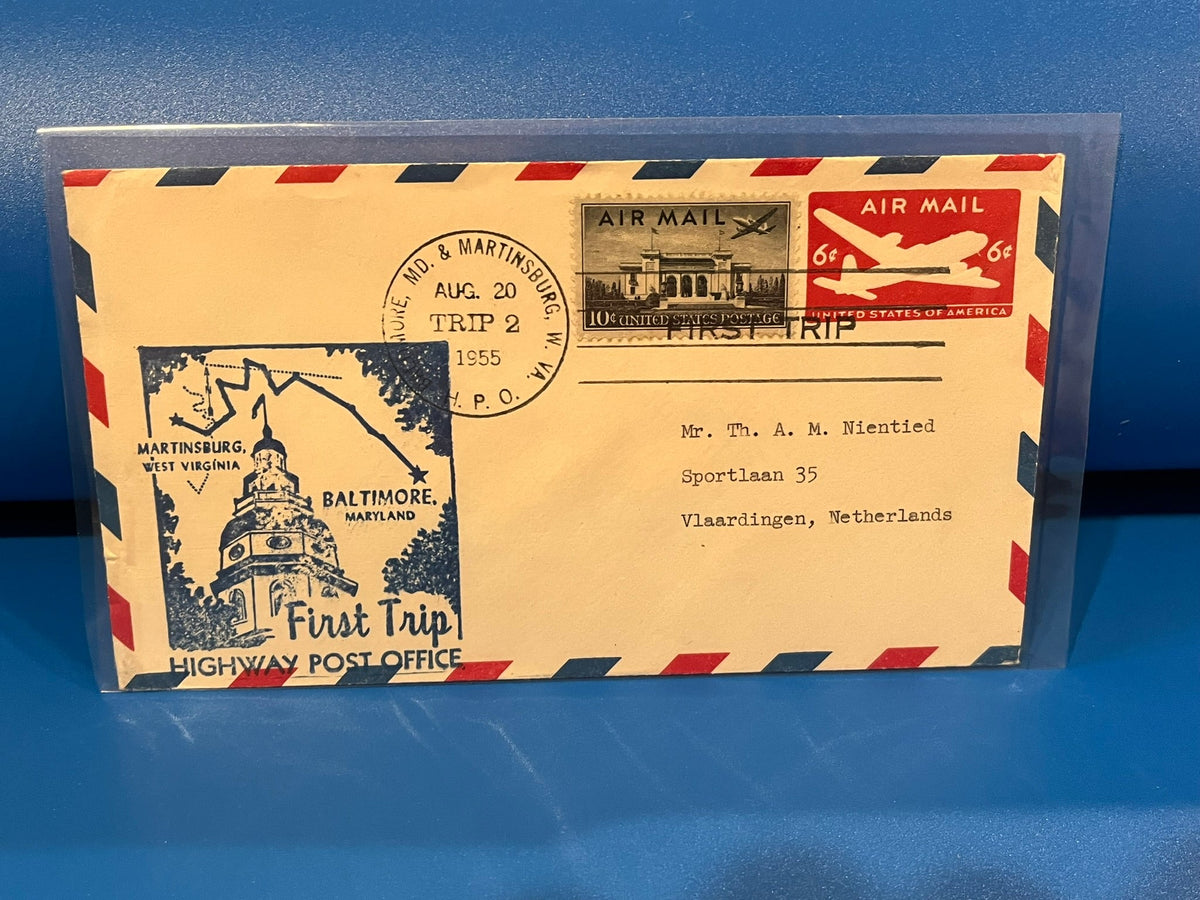 AIR MAIL
10¢ UNITED STATES POSTAGE
AIR MAIL
6¢ 6¢
UNITED STATES OF AMERICA
MD. & MARTINSBURG, W. VA.
AUG. 20
TRIP 2
1955
H. P. O.
FIRST TRIP
Mr. Th. A. M. Nientied
Sportlaan 35
Vlaardingen, Netherlands
MARTINSBURG,
WEST VIRGINIA
BALTIMORE,
MARYLAND
First Trip
HIGHWAY POST OFFICE